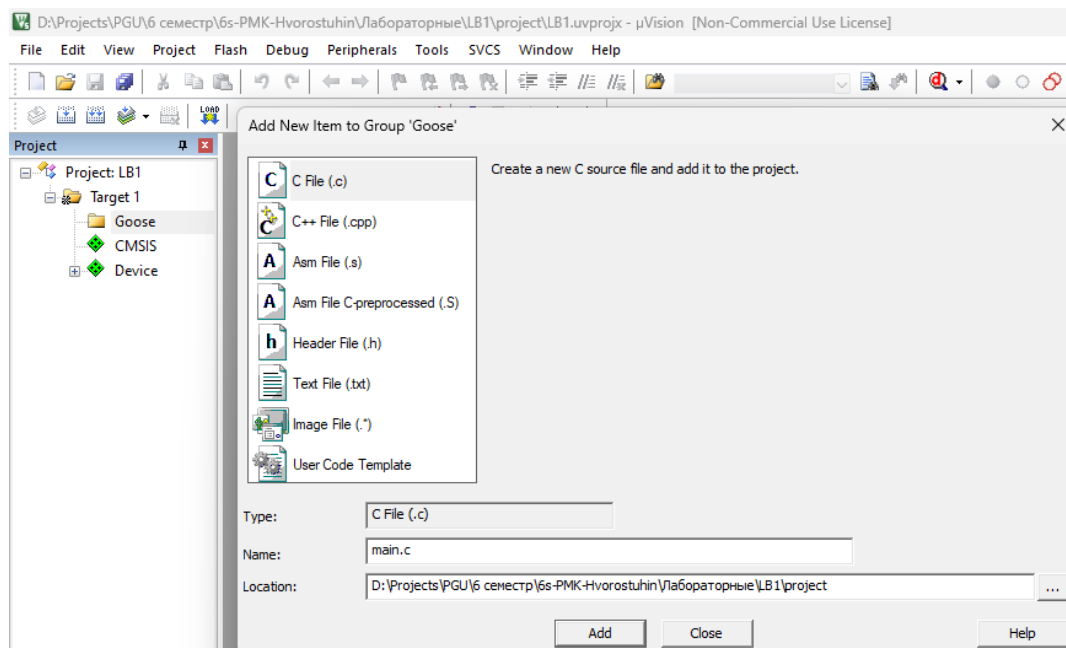 D:\Projects\PGU\6 семестр\6s-PMK-Hvorostuhin\Лабораторные\LB1\project\LB1.uvprojx - µVision [Non-Commercial Use License]
File Edit View Project Flash Debug Peripherals Tools SVCS Window Help
LOAD
Project
Project: LB1
Target 1
Goose
CMSIS
Device
Add New Item to Group 'Goose'
C File (.c)
C++ File (.cpp)
Asm File (.s)
Asm File C-preprocessed (.S)
Header File (.h)
Text File (.txt)
Image File (.*)
User Code Template
Create a new C source file and add it to the project.
Type: C File (.c)
Name: main.c
Location: D:\Projects\PGU\6 семестр\6s-PMK-Hvorostuhin\Лабораторные\LB1\project ...
Add Close Help